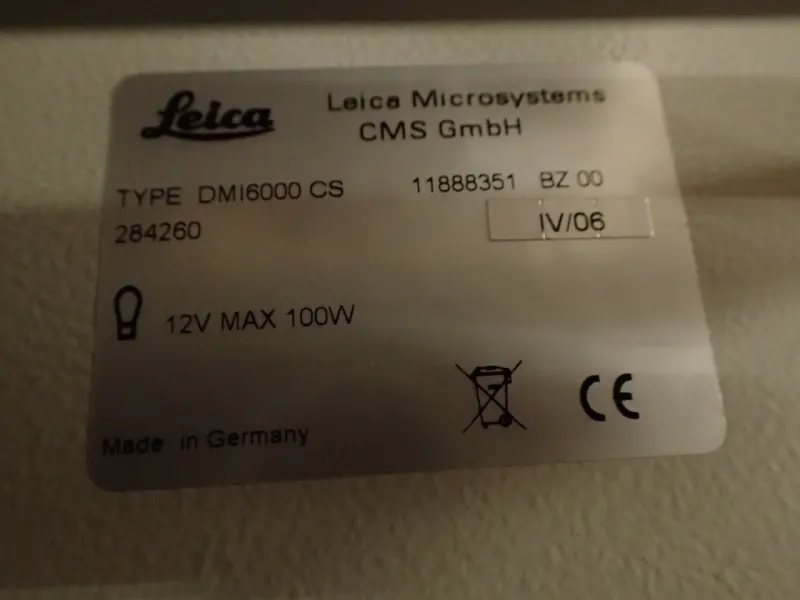 Leica
Leica Microsystems
CMS GmbH
TYPE DMI6000 CS 11888351 BZ 00
284260 IV/06
12V MAX 100W
CE
Made in Germany